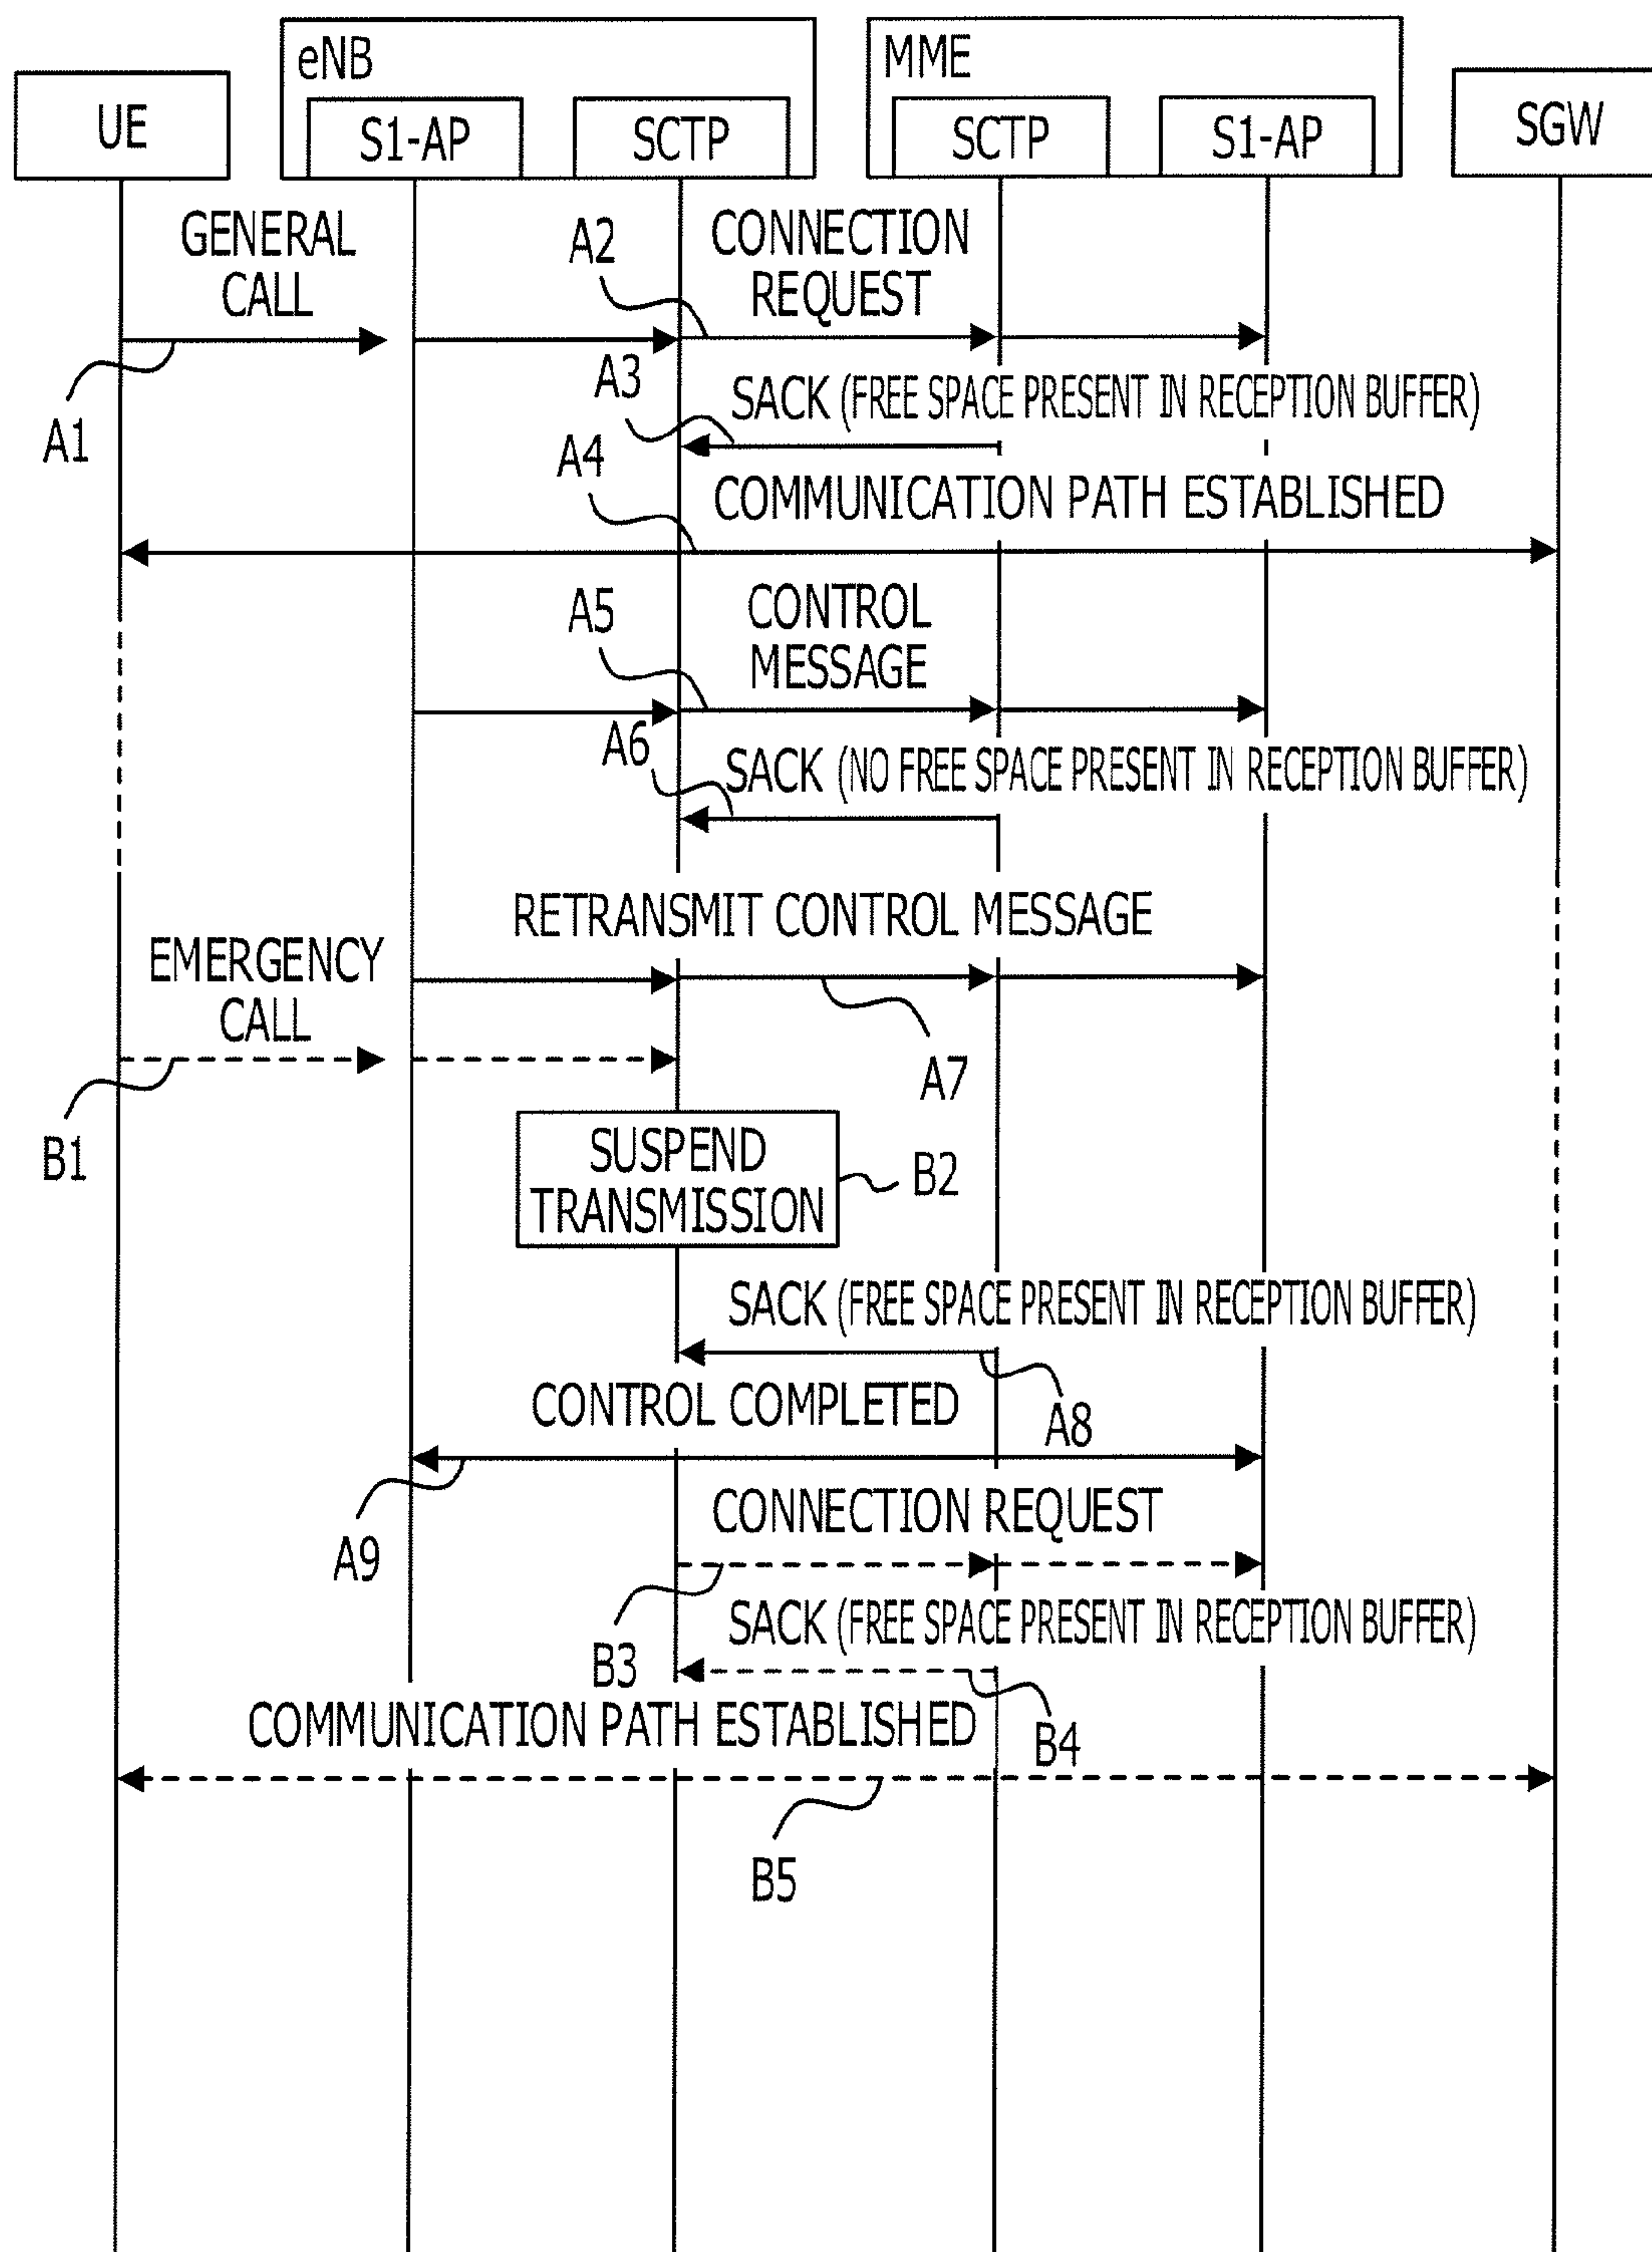 eNB
MME
UE
S1-AP
SCTP
SCTP
S1-AP
SGW
GENERAL
CALL
A2
CONNECTION
REQUEST
A1
A3
SACK (FREE SPACE PRESENT IN RECEPTION BUFFER)
A4
COMMUNICATION PATH ESTABLISHED
A5
CONTROL
MESSAGE
A6
SACK (NO FREE SPACE PRESENT IN RECEPTION BUFFER)
RETRANSMIT CONTROL MESSAGE
EMERGENCY
CALL
A7
B1
SUSPEND
TRANSMISSION
B2
SACK (FREE SPACE PRESENT IN RECEPTION BUFFER)
CONTROL COMPLETED
A8
A9
CONNECTION REQUEST
B3
SACK (FREE SPACE PRESENT IN RECEPTION BUFFER)
COMMUNICATION PATH ESTABLISHED
B4
B5